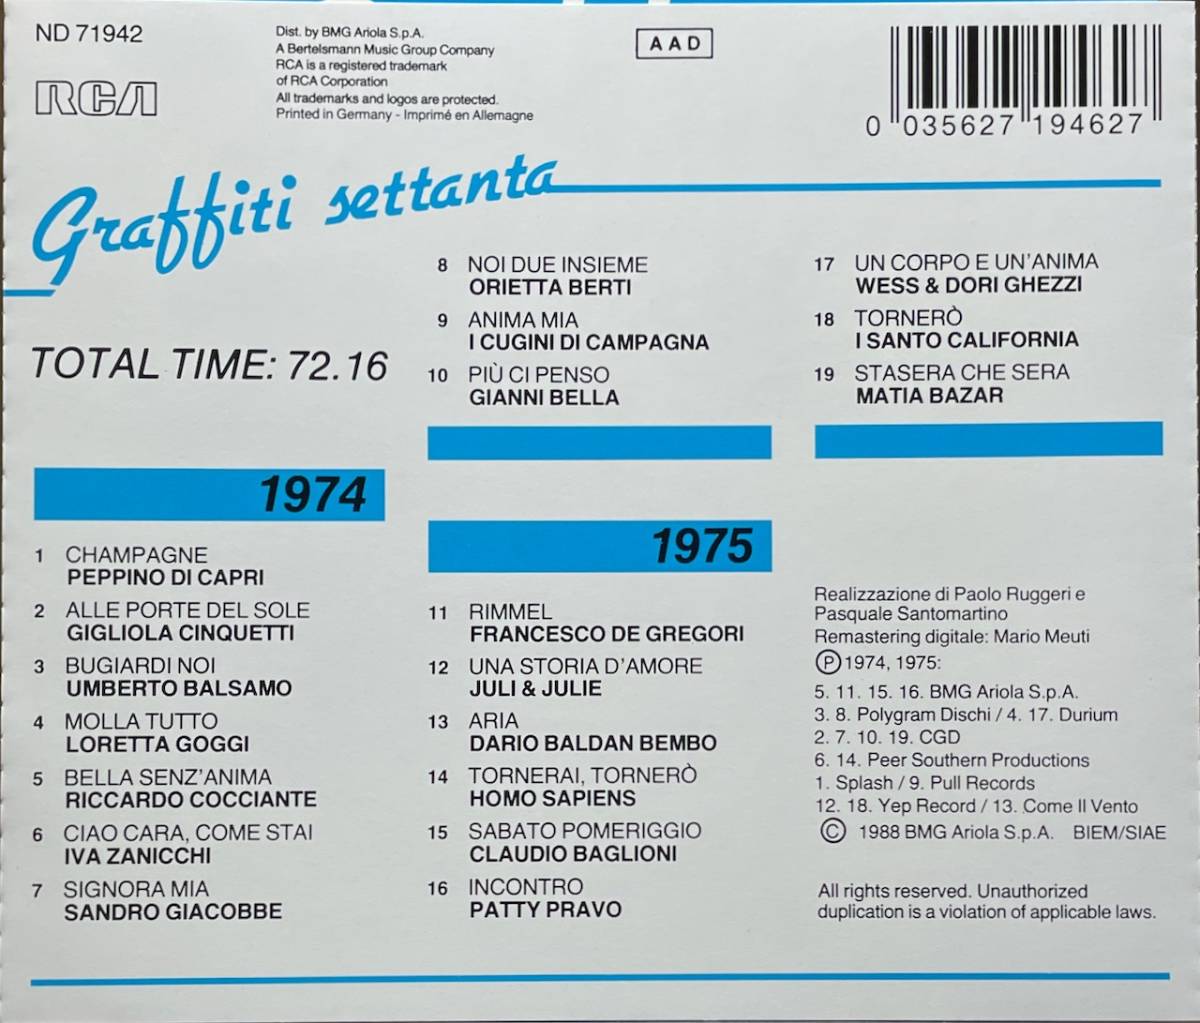 ND 71942
RCA
Dist. by BMG Ariola S.p.A.
A Bertelsmann Music Group Company
RCA is a registered trademark
of RCA Corporation
All trademarks and logos are protected.
Printed in Germany - Imprimé en Allemagne
AAD
0 035627 194627
Graffiti settanta
TOTAL TIME: 72.16
1974
1 CHAMPAGNE
PEPPINO DI CAPRI
2 ALLE PORTE DEL SOLE
GIGLIOLA CINQUETTI
3 BUGIARDI NOI
UMBERTO BALSAMO
4 MOLLA TUTTO
LORETTA GOGGI
5 BELLA SENZ'ANIMA
RICCARDO COCCIANTE
6 CIAO CARA, COME STAI
IVA ZANICCHI
7 SIGNORA MIA
SANDRO GIACOBBE
8 NOI DUE INSIEME
ORIETTA BERTI
9 ANIMA MIA
I CUGINI DI CAMPAGNA
10 PIÙ CI PENSO
GIANNI BELLA
1975
11 RIMMEL
FRANCESCO DE GREGORI
12 UNA STORIA D'AMORE
JULI & JULIE
13 ARIA
DARIO BALDAN BEMBO
14 TORNERAI, TORNERÒ
HOMO SAPIENS
15 SABATO POMERIGGIO
CLAUDIO BAGLIONI
16 INCONTRO
PATTY PRAVO
17 UN CORPO E UN'ANIMA
WESS & DORI GHEZZI
18 TORNERÒ
I SANTO CALIFORNIA
19 STASERA CHE SERA
MATIA BAZAR
Realizzazione di Paolo Ruggeri e
Pasquale Santomartino
Remastering digitale: Mario Meuti
Ⓟ 1974, 1975:
5. 11. 15. 16. BMG Ariola S.p.A.
3. 8. Polygram Dischi / 4. 17. Durium
2. 7. 10. 19. CGD
6. 14. Peer Southern Productions
1. Splash / 9. Pull Records
12. 18. Yep Record / 13. Come Il Vento
© 1988 BMG Ariola S.p.A. BIEM/SIAE
All rights reserved. Unauthorized
duplication is a violation of applicable laws.